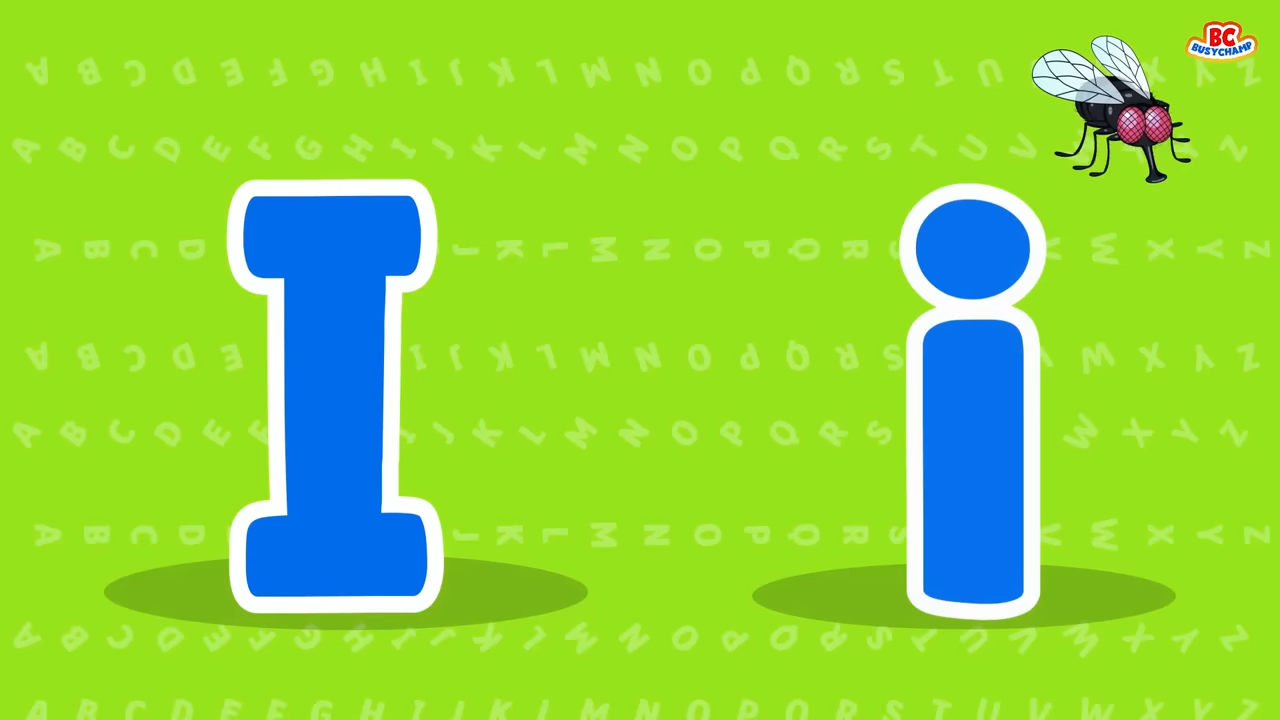 BC
BUSYCHAMP
A B C D E F G H I J K L M N O P Q R S T U X Y Z
A B C D E F G H I J K L M N O P Q R S T U V Y Z
I i
A B C D J K L M N O P Q R V W X Y Z
A B C D E I J K L M N O P Q R S V W X Y Z
A B C D E F I J K L M N O P Q R S W X Y Z
A B C D J K L M N O P Q R S V W X Y Z
A B C D E F G H I J K L M N O P Q R S T U V W X Y Z
A B C D E F G H I J K L M N O P Q R S T U V W X Y Z